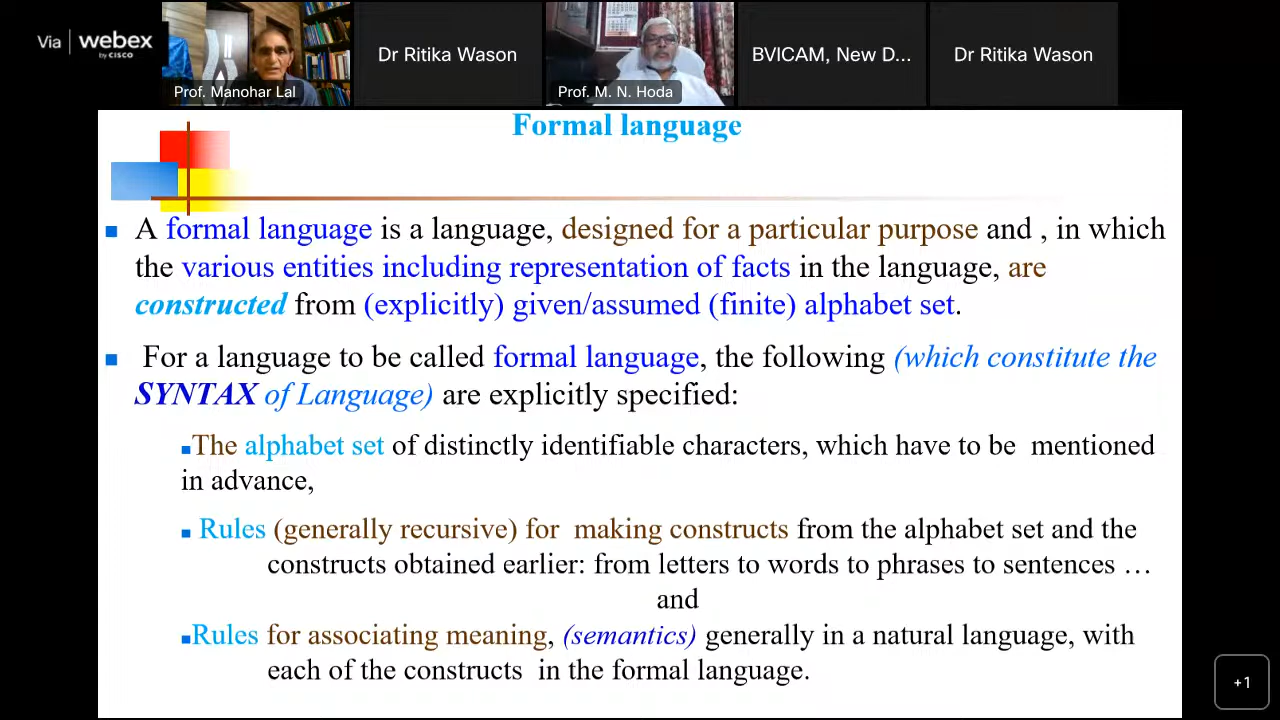 Via webex
by CISCO
Prof. Manohar Lal
Dr Ritika Wason
Prof. M. N. Hoda
BVICAM, New D...
Dr Ritika Wason
Formal language
A formal language is a language, designed for a particular purpose and , in which
the various entities including representation of facts in the language, are
constructed from (explicitly) given/assumed (finite) alphabet set.
For a language to be called formal language, the following (which constitute the
SYNTAX of Language) are explicitly specified:
The alphabet set of distinctly identifiable characters, which have to be mentioned
in advance,
Rules (generally recursive) for making constructs from the alphabet set and the
constructs obtained earlier: from letters to words to phrases to sentences …
and
Rules for associating meaning, (semantics) generally in a natural language, with
each of the constructs in the formal language.
+1